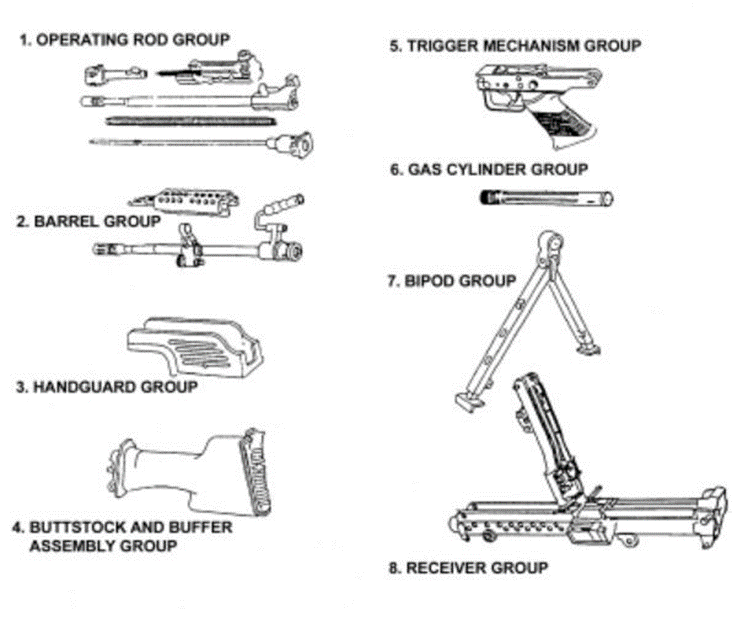 1. OPERATING ROD GROUP
2. BARREL GROUP
3. HANDGUARD GROUP
4. BUTTSTOCK AND BUFFER
ASSEMBLY GROUP
5. TRIGGER MECHANISM GROUP
6. GAS CYLINDER GROUP
7. BIPOD GROUP
8. RECEIVER GROUP